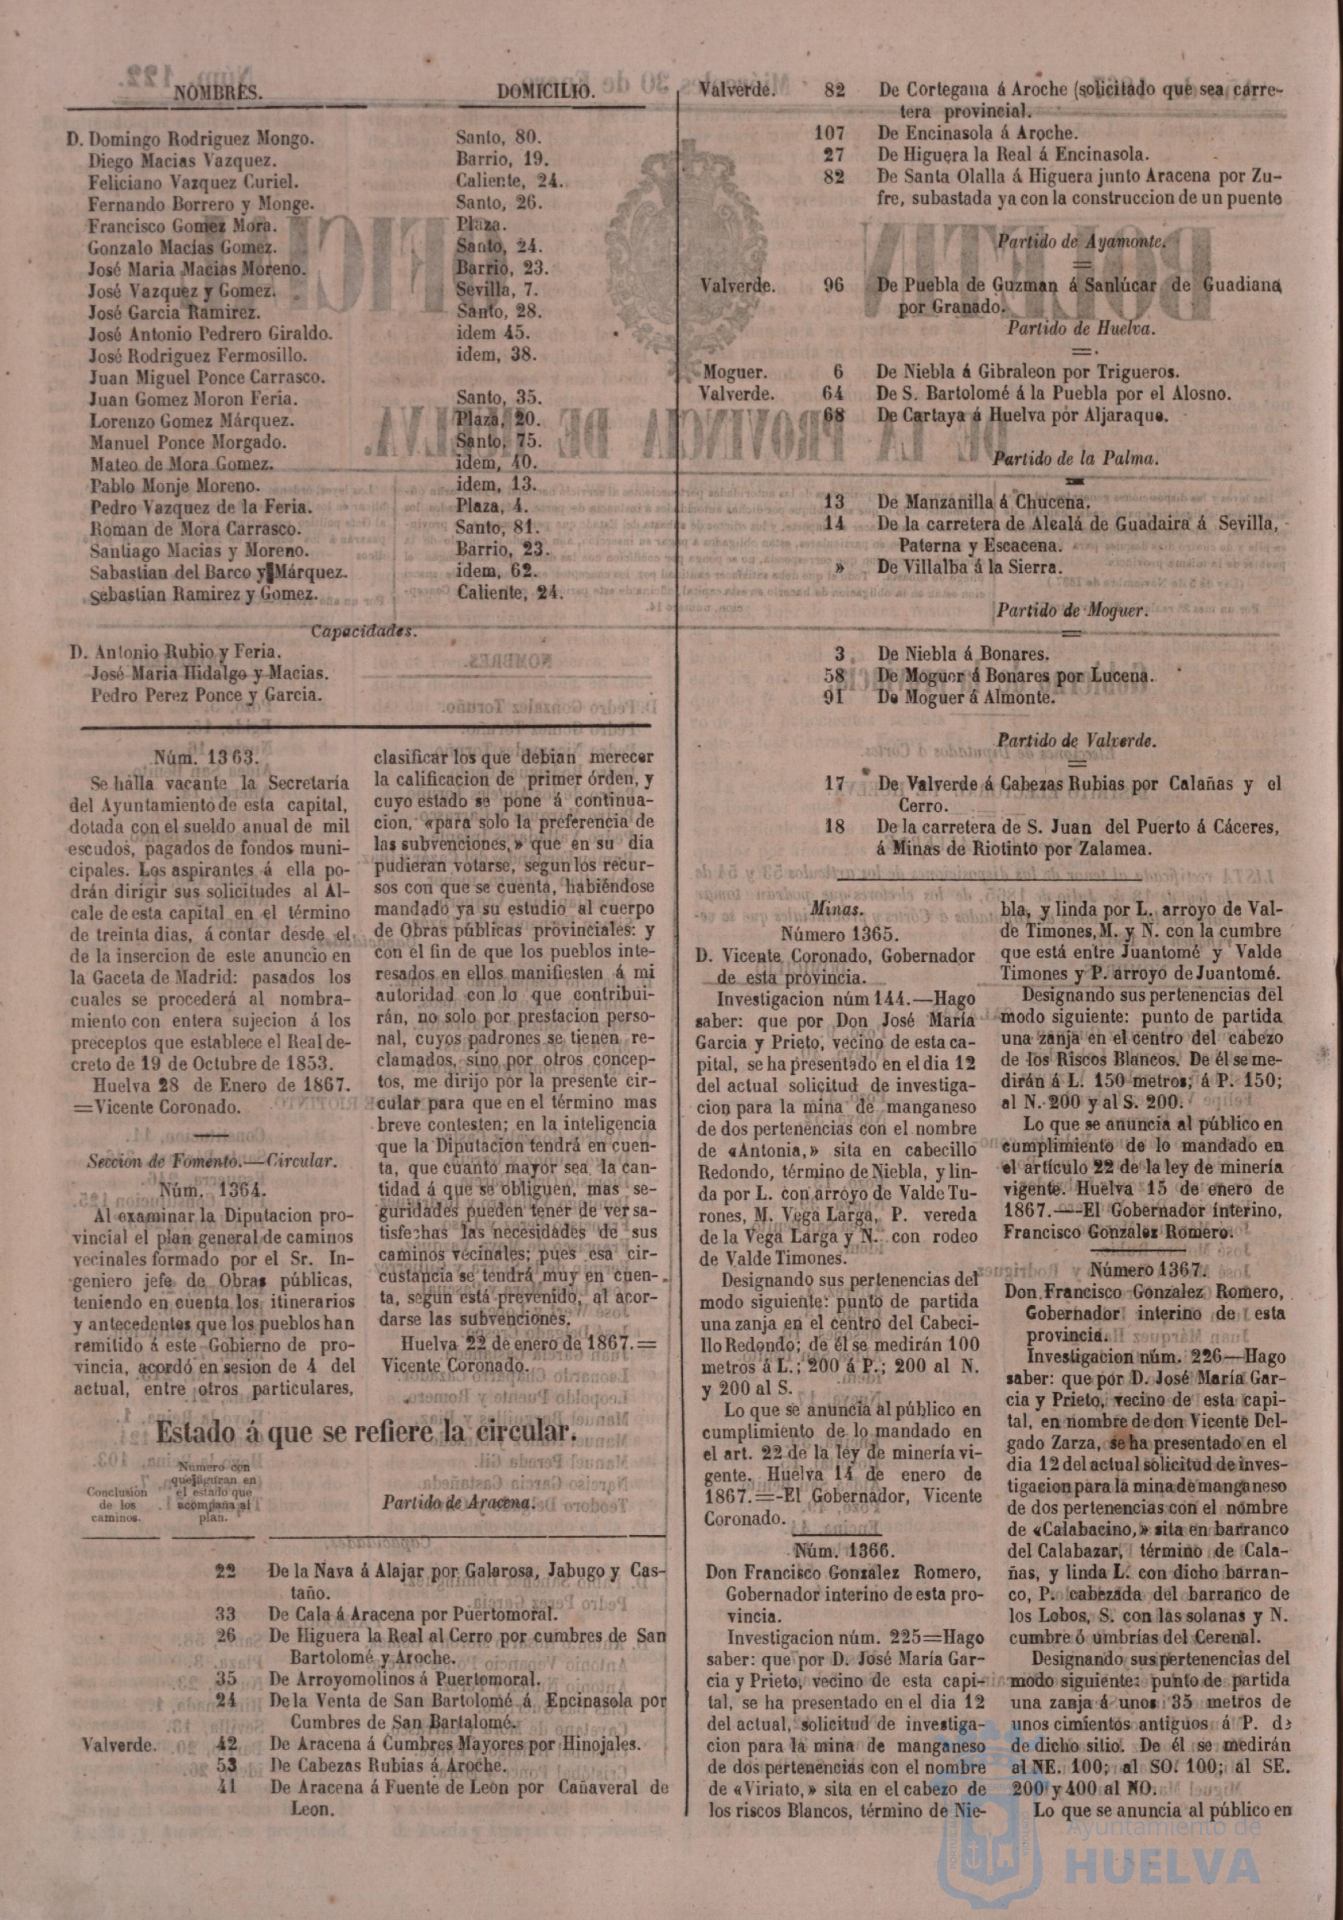 NOMBRES. DOMICILIO.
D. Domingo Rodriguez Mongo. Santo, 80.
Diego Macias Vazquez. Barrio, 19.
Feliciano Vazquez Curiel. Caliente, 24.
Fernando Borrero y Monge. Santo, 26.
Francisco Gomez Mora. Plaza.
Gonzalo Macías Gomez. Santo, 24.
José Maria Macias Moreno. Barrio, 23.
José Vazquez y Gomez. Sevilla, 7.
José Garcia Ramirez. Santo, 28.
José Antonio Pedrero Giraldo. idem 45.
José Rodriguez Fermosillo. idem, 38.
Juan Miguel Ponce Carrasco.
Juan Gomez Moron Feria. Santo, 35.
Lorenzo Gomez Márquez. Plaza, 20.
Manuel Ponce Morgado. Santo, 75.
Mateo de Mora Gomez. idem, 40.
Pablo Monje Moreno. idem, 13.
Pedro Vazquez de la Feria. Plaza, 4.
Roman de Mora Carrasco. Santo, 81.
Santiago Macias y Moreno. Barrio, 23.
Sabastian del Barco y Márquez. idem, 62.
Sebastian Ramirez y Gomez. Caliente, 24.
Capacidades.
D. Antonio Rubio y Feria.
José Maria Hidalgo y Macias.
Pedro Perez Ponce y Garcia.
Núm. 1363.
Se halla vacante la Secretaría
del Ayuntamiento de esta capital,
dotada con el sueldo anual de mil
escudos, pagados de fondos muni-
cipales. Los aspirantes á ella po-
drán dirigir sus solicitudes al Al-
cale de esta capital en el término
de treinta dias, á contar desde el
de la insercion de este anuncio en
la Gaceta de Madrid: pasados los
cuales se procederá al nombra-
miento con entera sujecion á los
preceptos que establece el Real de-
creto de 19 de Octubre de 1853.
Huelva 28 de Enero de 1867.
=Vicente Coronado.
Seccion de Fomento.—Circular.
Núm. 1364.
Al examinar la Diputacion pro-
vincial el plan general de caminos
vecinales formado por el Sr. In-
geniero jefe de Obras públicas,
teniendo en cuenta los itinerarios
y antecedentes que los pueblos han
remitido á este Gobierno de pro-
vincia, acordó en sesion de 4 del
actual, entre otros particulares,
clasificar los que debian merecer
la calificacion de primer órden, y
cuyo estado se pone á continua-
cion, «para solo la preferencia de
las subvenciones,» que en su dia
pudieran votarse, segun los recur-
sos con que se cuenta, habiéndose
mandado ya su estudio al cuerpo
de Obras públicas provinciales: y
con el fin de que los pueblos inte-
resados en ellos manifiesten á mi
autoridad con lo que contribui-
rán, no solo por prestacion perso-
nal, cuyos padrones se tienen re-
clamados, sino por otros concep-
tos, me dirijo por la presente cir-
cular para que en el término mas
breve contesten; en la inteligencia
que la Diputacion tendrá en cuen-
ta, que cuanto mayor sea la can-
tidad á que se obliguen, mas se-
guridades pueden tener de ver sa-
tisfechas las necesidades de sus
caminos vecinales; pues esa cir-
custancia se tendrá muy en cuen-
ta, según está prevenido, al acor-
darse las subvenciones.
Huelva 22 de enero de 1867.=
Vicente Coronado.
Estado á que se refiere la circular.
Conclusion
de los
caminos.
Numero con
que figuran en
el estado que
acompaña al
plan.
Partido de Aracena.
22 De la Nava á Alajar por Galarosa, Jabugo y Cas-
taño.
33 De Cala á Aracena por Puertomoral.
26 De Higuera la Real al Cerro por cumbres de San
Bartolomé y Aroche.
35 De Arroyomolinos á Puertomoral.
24 De la Venta de San Bartolomé á Encinasola por
Cumbres de San Bartalomé.
Valverde. 42 De Aracena á Cumbres Mayores por Hinojales.
53 De Cabezas Rubias á Aroche.
41 De Aracena á Fuente de Leon por Cañaveral de
Leon.
Valverde. 82 De Cortegana á Aroche (solicitado que sea carre-
tera provincial.
107 De Encinasola á Aroche.
27 De Higuera la Real á Encinasola.
82 De Santa Olalla á Higuera junto Aracena por Zu-
fre, subastada ya con la construccion de un puente
Partido de Ayamonte.
Valverde. 96 De Puebla de Guzman á Sanlúcar de Guadiana
por Granado.
Partido de Huelva.
Moguer. 6 De Niebla á Gibraleon por Trigueros.
Valverde. 64 De S. Bartolomé á la Puebla por el Alosno.
68 De Cartaya á Huelva por Aljaraque.
Partido de la Palma.
13 De Manzanilla á Chucena.
14 De la carretera de Alcalá de Guadaira á Sevilla,
Paterna y Escacena.
» De Villalba á la Sierra.
Partido de Moguer.
3 De Niebla á Bonares.
58 De Moguer á Bonares por Lucena.
91 De Moguer á Almonte.
Partido de Valverde.
17 De Valverde á Cabezas Rubias por Calañas y el
Cerro.
18 De la carretera de S. Juan del Puerto á Cáceres,
á Minas de Riotinto por Zalamea.
Minas.
Número 1365.
D. Vicente Coronado, Gobernador
de esta provincia.
Investigacion núm 144.—Hago
saber: que por Don José María
Garcia y Prieto, vecino de esta ca-
pital, se ha presentado en el dia 12
del actual solicitud de investiga-
cion para la mina de manganeso
de dos pertenencias con el nombre
de «Antonia,» sita en cabecillo
Redondo, término de Niebla, y lin-
da por L. con arroyo de Valde Tu-
rones, M. Vega Larga, P. vereda
de la Vega Larga y N. con rodeo
de Valde Timones.
Designando sus pertenencias del
modo siguiente: punto de partida
una zanja en el centro del Cabeci-
llo Redondo; de él se medirán 100
metros á L.; 200 á P.; 200 al N.
y 200 al S.
Lo que se anuncia al público en
cumplimiento de lo mandado en
el art. 22 de la ley de minería vi-
gente. Huelva 14 de enero de
1867.=-El Gobernador, Vicente
Coronado.
Núm. 1366.
Don Francisco González Romero,
Gobernador interino de esta pro-
vincia.
Investigacion núm. 225=Hago
saber: que por D. José María Gar-
cia y Prieto, vecino de esta capi-
tal, se ha presentado en el dia 12
del actual, solicitud de investiga-
cion para la mina de manganeso
de dos pertenencias con el nombre
de «Viriato,» sita en el cabezo de
los riscos Blancos, término de Nie-
bla, y linda por L. arroyo de Val-
de Timones, M. y N. con la cumbre
que está entre Juantomé y Valde
Timones y P. arroyo de Juantomé.
Designando sus pertenencias del
modo siguiente: punto de partida
una zanja en el centro del cabezo
de los Riscos Blancos. De él se me-
dirán á L. 150 metros; á P. 150;
al N. 200 y al S. 200.
Lo que se anuncia al público en
cumplimiento de lo mandado en
el artículo 22 de la ley de minería
vigente. Huelva 15 de enero de
1867.—El Gobernador interino,
Francisco González Romero.
Número 1367.
Don Francisco Gonzalez Romero,
Gobernador interino de esta
provincia.
Investigacion núm. 226—Hago
saber: que por D. José María Gar-
cia y Prieto, vecino de esta capi-
tal, en nombre de don Vicente Del-
gado Zarza, se ha presentado en el
dia 12 del actual solicitud de inves-
tigacion para la mina de manganeso
de dos pertenencias con el nómbre
de «Calabacino,» sita en barranco
del Calabazar, término de Cala-
ñas, y linda L. con dicho barran-
co, P. cabezada del barranco de
los Lobos, S. con las solanas y N.
cumbre ó umbrías del Cerenal.
Designando sus pertenencias del
modo siguiente: punto de partida
una zanja á unos 35 metros de
unos cimientos antiguos á P. de
de dicho silio. De él se medirán
al NE. 100; al SO. 100; al SE.
200 y 400 al NO.
Lo que se anuncia al público en
Ayuntamiento de
HUELVA